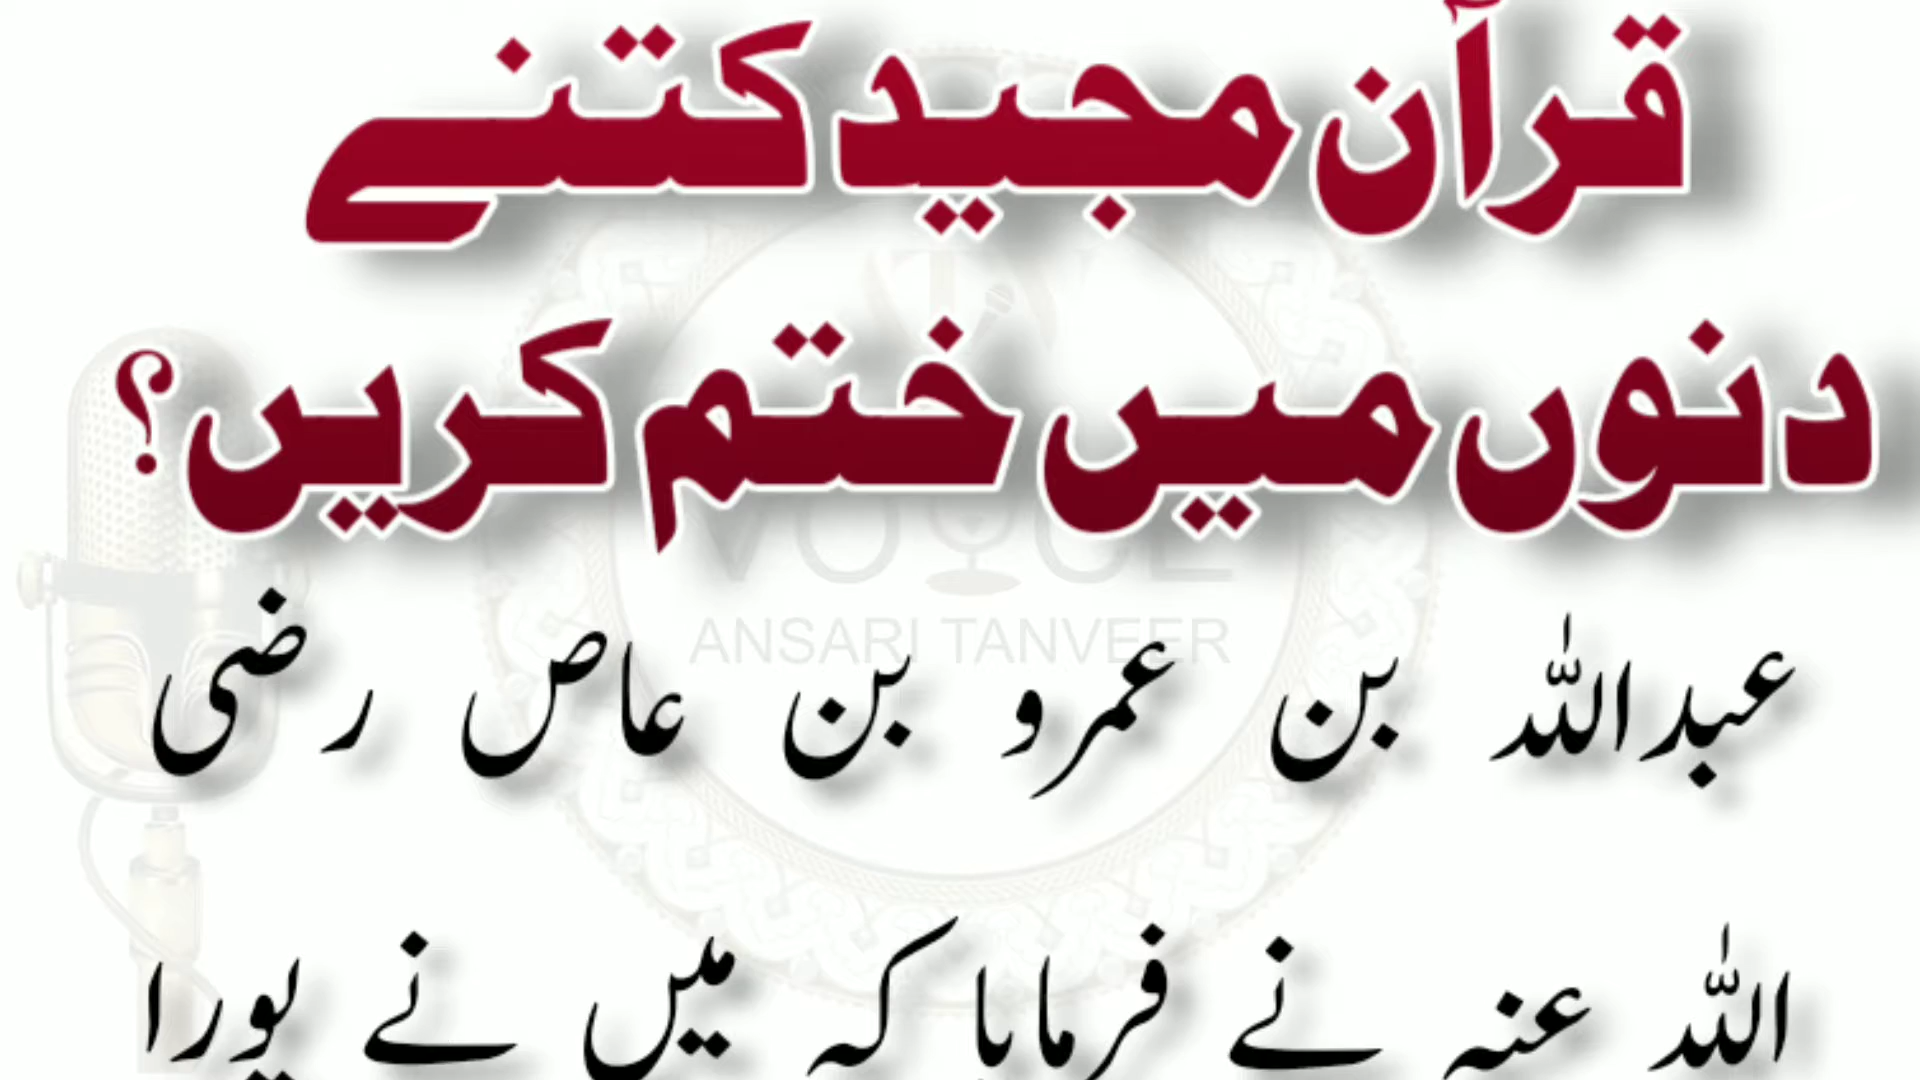 قرآن مجید کتنے
دنوں میں ختم کریں؟
VOICE
ANSARI TANVEER
عبداللہ بن عمرو بن عاص رضی
اللہ عنہ نے فرمایا کہ میں نے پورا